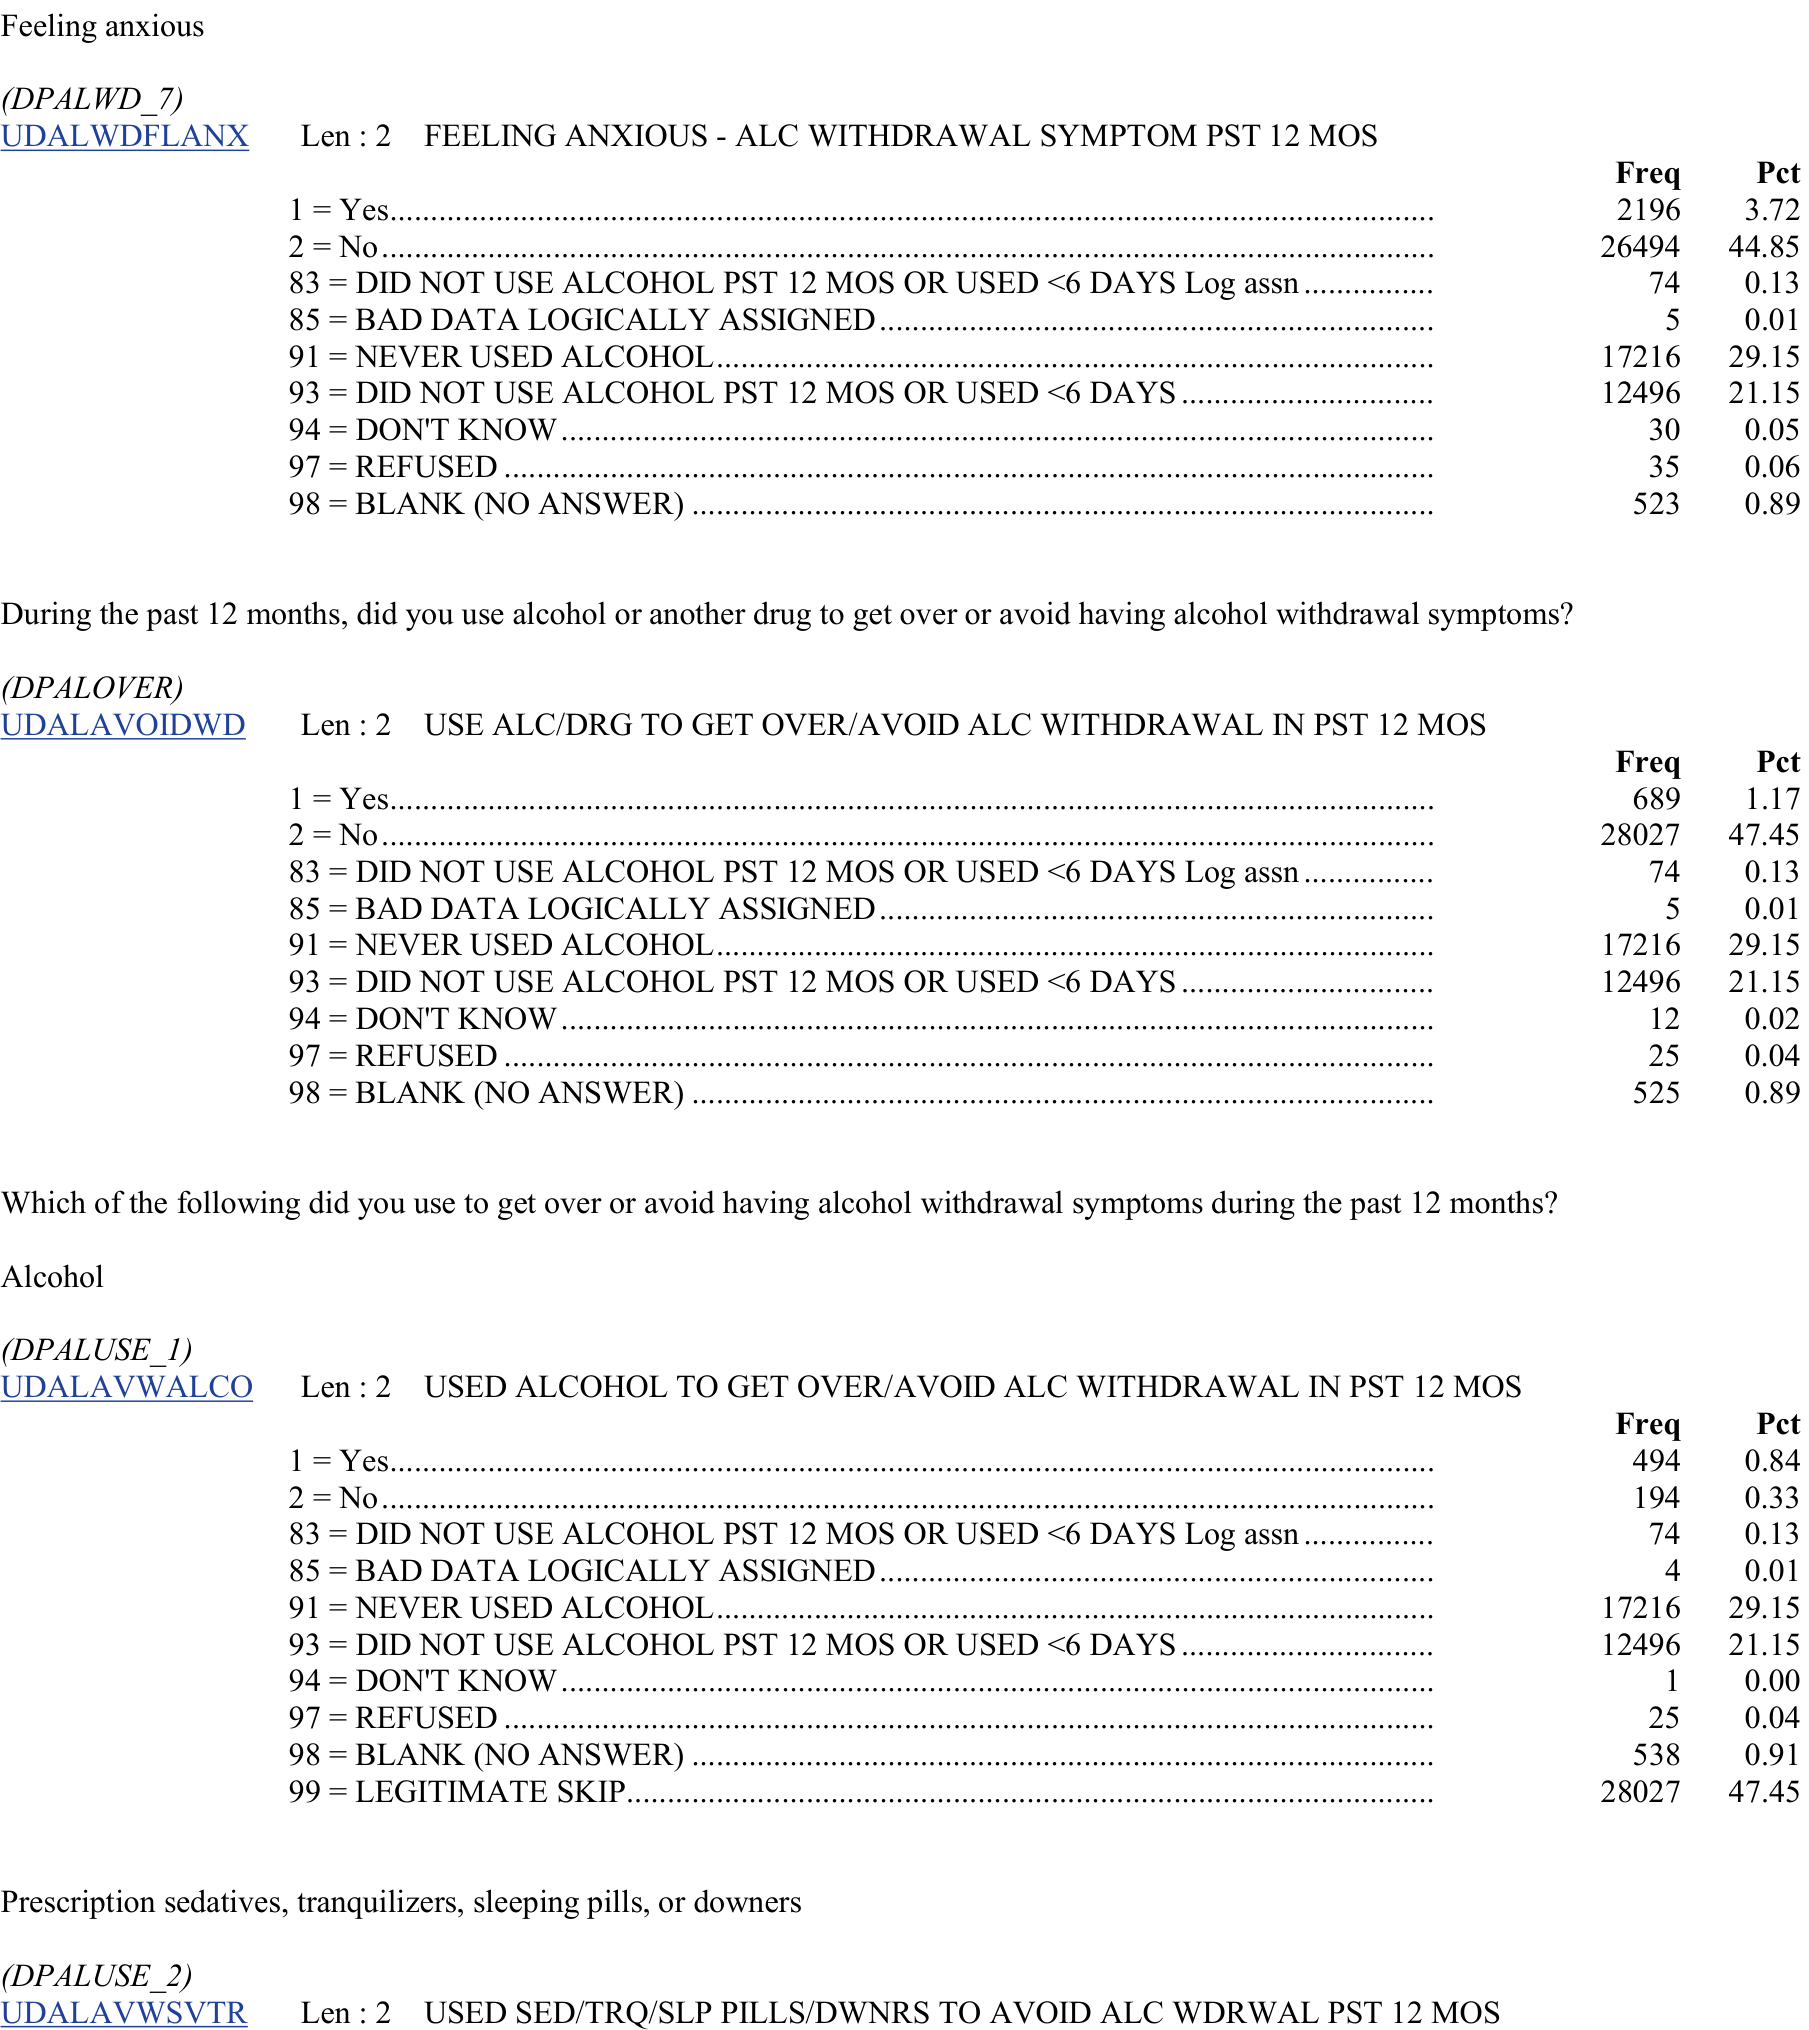 Feeling anxious
(DPALWD_7)
UDALWDFLANX Len : 2 FEELING ANXIOUS - ALC WITHDRAWAL SYMPTOM PST 12 MOS
Freq Pct
1 = Yes................................................................ 2196 3.72
2 = No................................................................ 26494 44.85
83 = DID NOT USE ALCOHOL PST 12 MOS OR USED <6 DAYS Log assn................ 74 0.13
85 = BAD DATA LOGICALLY ASSIGNED................................ 5 0.01
91 = NEVER USED ALCOHOL................................ 17216 29.15
93 = DID NOT USE ALCOHOL PST 12 MOS OR USED <6 DAYS................ 12496 21.15
94 = DON'T KNOW................................ 30 0.05
97 = REFUSED................................ 35 0.06
98 = BLANK (NO ANSWER)................................ 523 0.89
During the past 12 months, did you use alcohol or another drug to get over or avoid having alcohol withdrawal symptoms?
(DPALOVER)
UDALAVOIDWD Len : 2 USE ALC/DRG TO GET OVER/AVOID ALC WITHDRAWAL IN PST 12 MOS
Freq Pct
1 = Yes................................................................ 689 1.17
2 = No................................................................ 28027 47.45
83 = DID NOT USE ALCOHOL PST 12 MOS OR USED <6 DAYS Log assn................ 74 0.13
85 = BAD DATA LOGICALLY ASSIGNED................................ 5 0.01
91 = NEVER USED ALCOHOL................................ 17216 29.15
93 = DID NOT USE ALCOHOL PST 12 MOS OR USED <6 DAYS................ 12496 21.15
94 = DON'T KNOW................................ 12 0.02
97 = REFUSED................................ 25 0.04
98 = BLANK (NO ANSWER)................................ 525 0.89
Which of the following did you use to get over or avoid having alcohol withdrawal symptoms during the past 12 months?
Alcohol
(DPALUSE_1)
UDALAVWALCO Len : 2 USED ALCOHOL TO GET OVER/AVOID ALC WITHDRAWAL IN PST 12 MOS
Freq Pct
1 = Yes................................................................ 494 0.84
2 = No................................................................ 194 0.33
83 = DID NOT USE ALCOHOL PST 12 MOS OR USED <6 DAYS Log assn................ 74 0.13
85 = BAD DATA LOGICALLY ASSIGNED................................ 4 0.01
91 = NEVER USED ALCOHOL................................ 17216 29.15
93 = DID NOT USE ALCOHOL PST 12 MOS OR USED <6 DAYS................ 12496 21.15
94 = DON'T KNOW................................ 1 0.00
97 = REFUSED................................ 25 0.04
98 = BLANK (NO ANSWER)................................ 538 0.91
99 = LEGITIMATE SKIP................................ 28027 47.45
Prescription sedatives, tranquilizers, sleeping pills, or downers
(DPALUSE_2)
UDALAVWSVTR Len : 2 USED SED/TRQ/SLP PILLS/DWNRS TO AVOID ALC WDRWAL PST 12 MOS